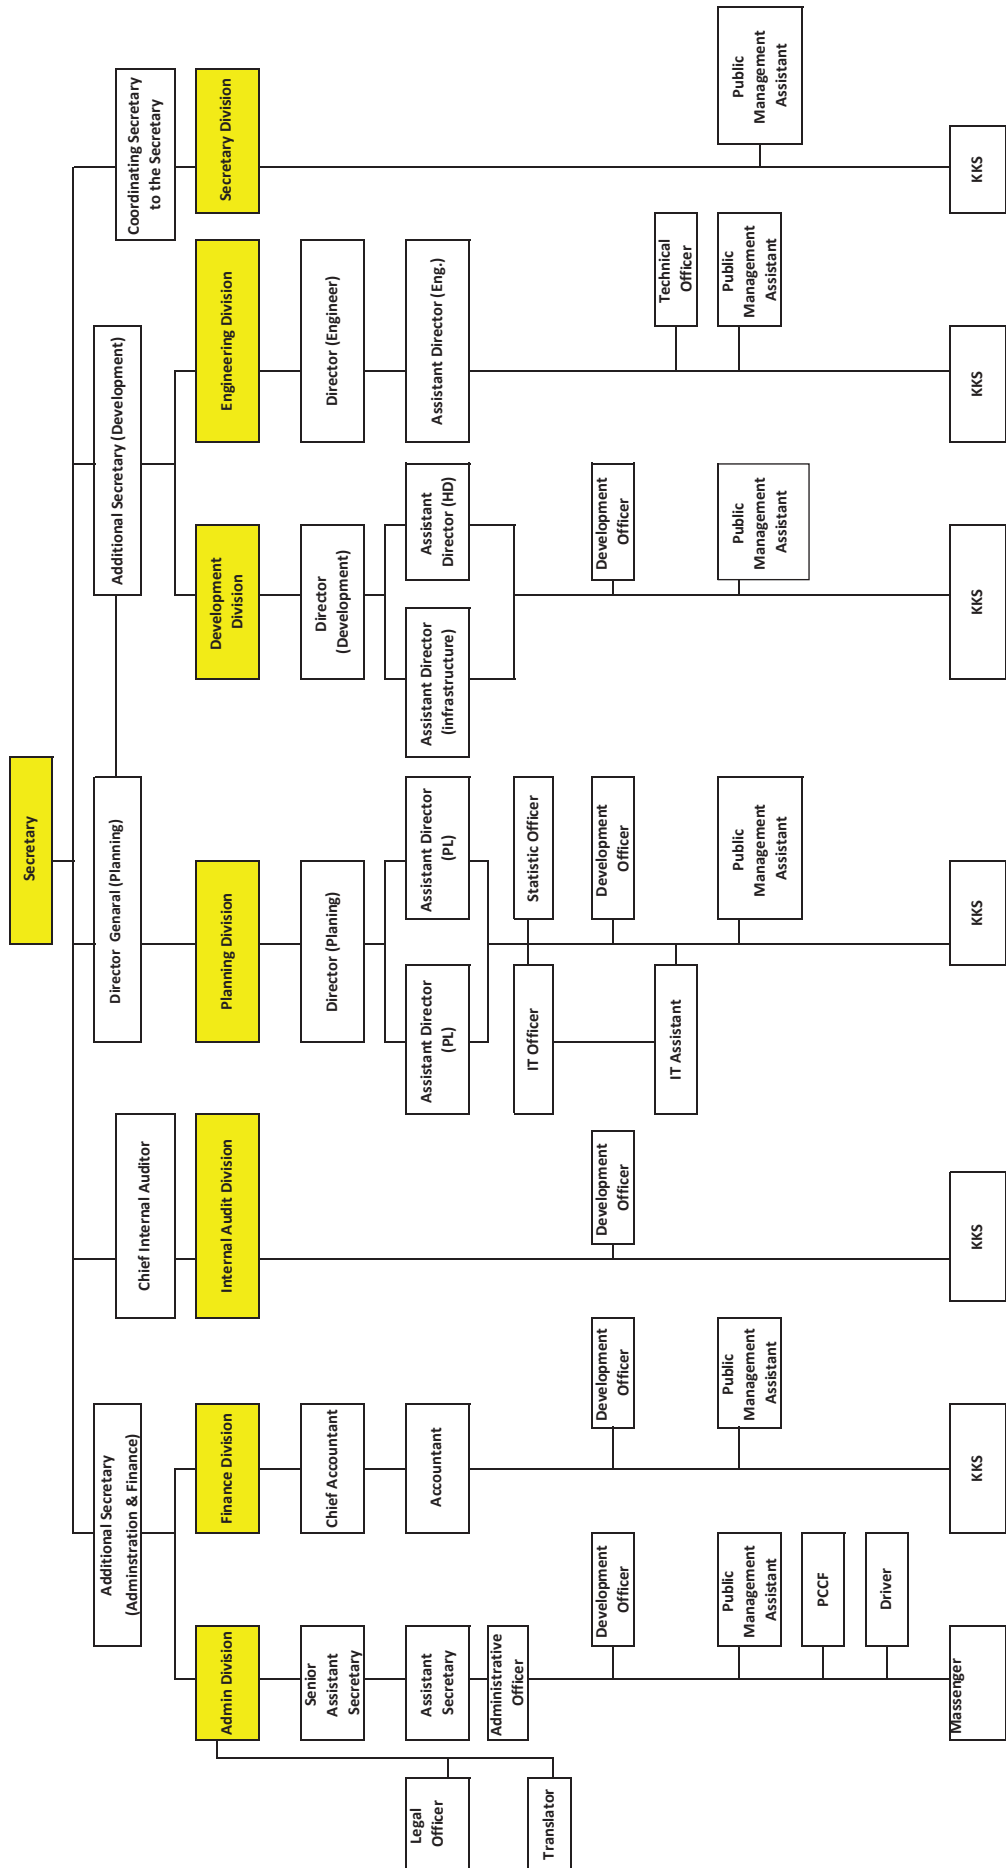 Secretary
Additional Secretary
(Adminstration & Finance)
Chief Internal Auditor
Director Genaral (Planning)
Additional Secretary (Development)
Coordinating Secretary
to the Secretary
Admin Division
Finance Division
Internal Audit Division
Planning Division
Development
Division
Engineering Division
Secretary Division
Senior
Assistant
Secretary
Chief Accountant
Director (Planing)
Director
(Development)
Director (Engineer)
Legal
Officer
Assistant
Secretary
Accountant
Assistant Director
(PL)
Assistant Director
(PL)
Assistant Director
(infrastructure)
Assistant
Director (HD)
Assistant Director (Eng.)
Administrative
Officer
Translator
IT Officer
Statistic Officer
Development
Officer
Development
Officer
Development
Officer
Development
Officer
Development
Officer
IT Assistant
Technical
Officer
Public
Management
Assistant
Public
Management
Assistant
Public
Management
Assistant
Public
Management
Assistant
Public
Management
Assistant
Public
Management
Assistant
PCCF
Driver
Massenger
KKS
KKS
KKS
KKS
KKS
KKS